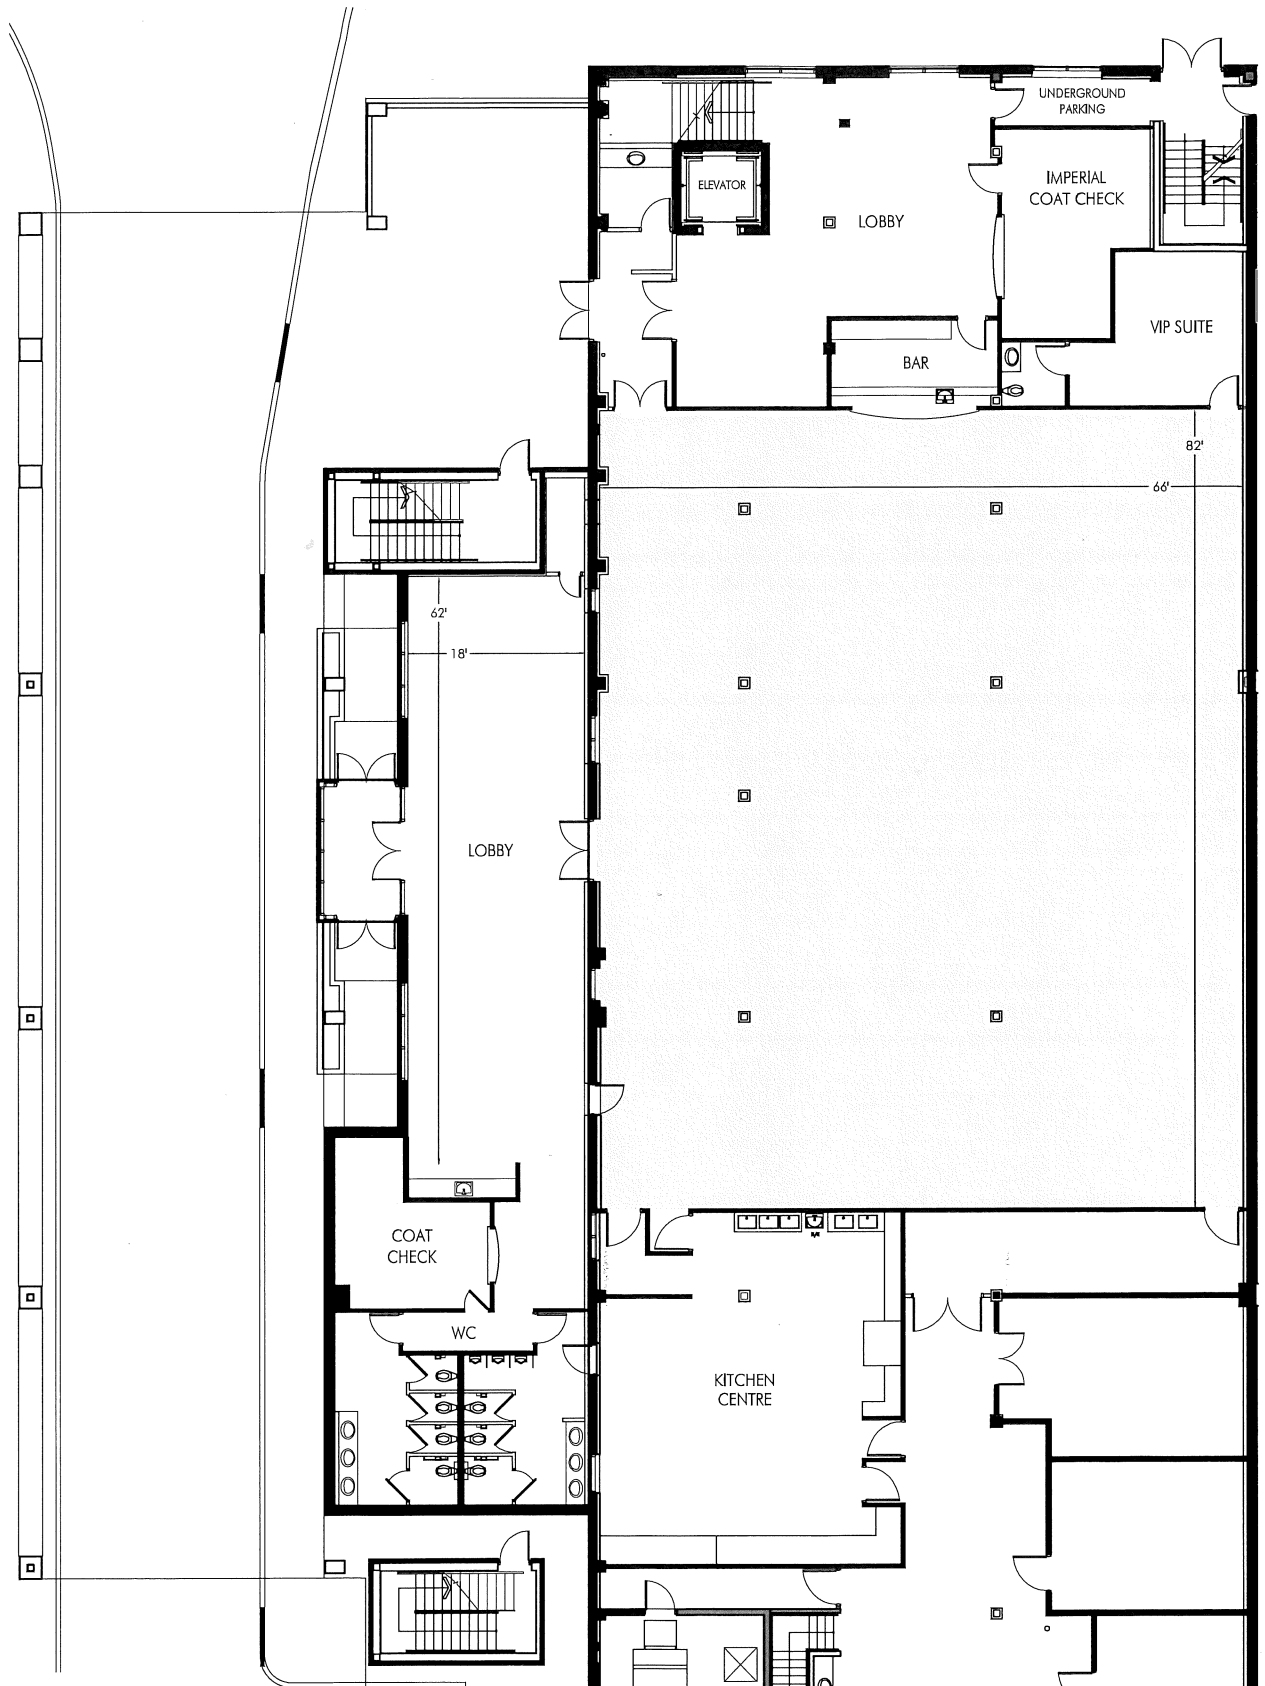 UNDERGROUND
PARKING
IMPERIAL
COAT CHECK
ELEVATOR
LOBBY
VIP SUITE
BAR
82'
66'
62'
18'
LOBBY
COAT
CHECK
WC
KITCHEN
CENTRE